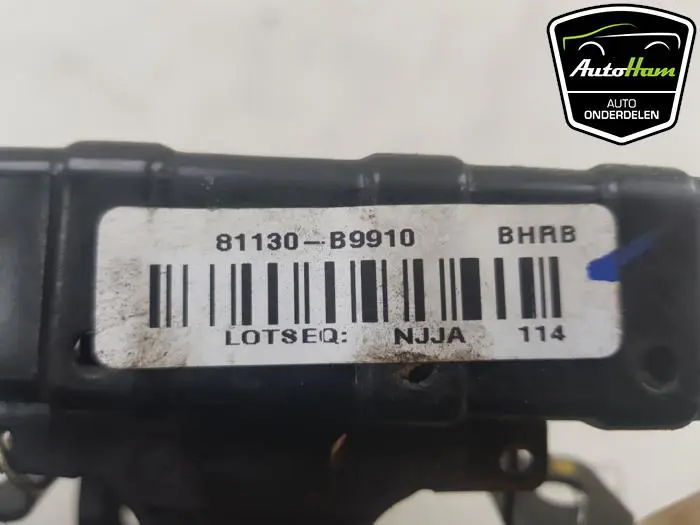 AutoHam
AUTO
ONDERDELEN
81130-B9910 BHRB
LOTSEQ: NJJA 114